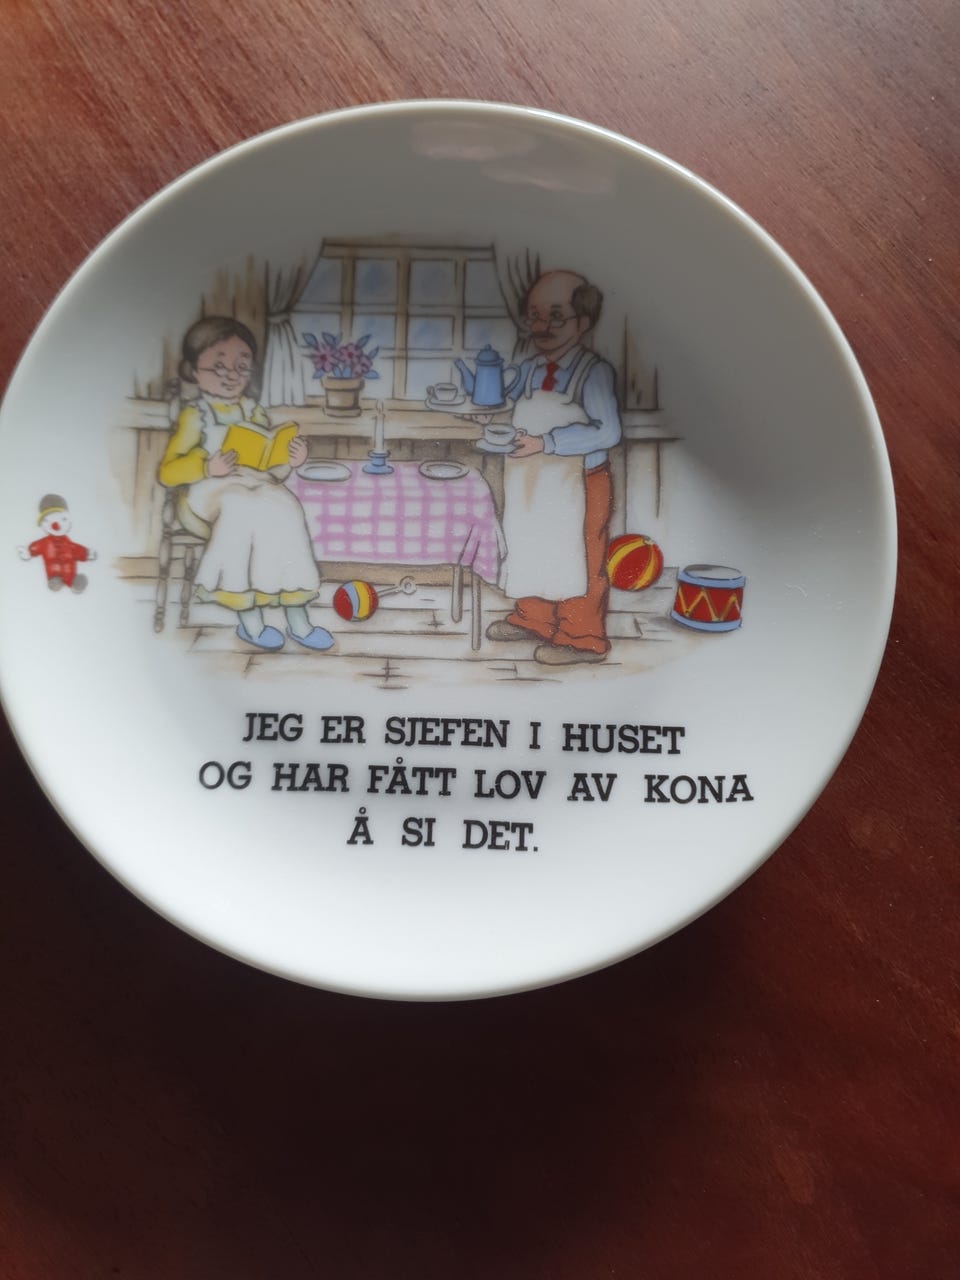 JEG ER SJEFEN I HUSET
OG HAR FÅTT LOV AV KONA
Å SI DET.